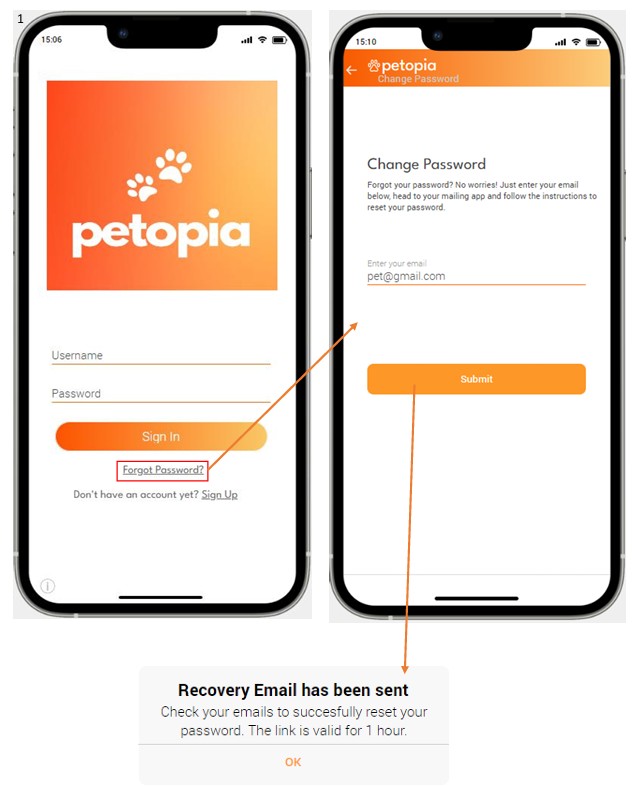 1
15:06
petopia
Username
Password
Sign In
Forgot Password?
Don't have an account yet? Sign Up
15:10
petopia
Change Password
Change Password
Forgot your password? No worries! Just enter your email
below, head to your mailing app and follow the instructions to
reset your password.
Enter your email
pet@gmail.com
Submit
Recovery Email has been sent
Check your emails to succesfully reset your
password. The link is valid for 1 hour.
OK